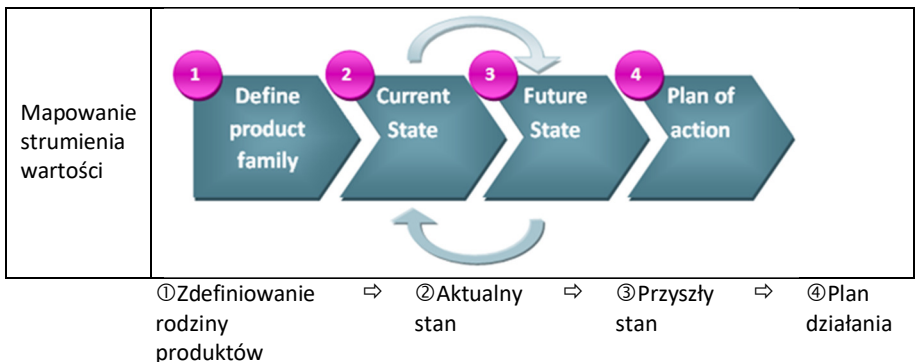 Mapowanie
strumienia
wartości
1
Define
product
family
2
Current
State
3
Future
State
4
Plan of
action
①Zdefiniowanie ⇨ ②Aktualny ⇨ ③Przyszły ⇨ ④Plan
rodziny stan stan działania
produktów